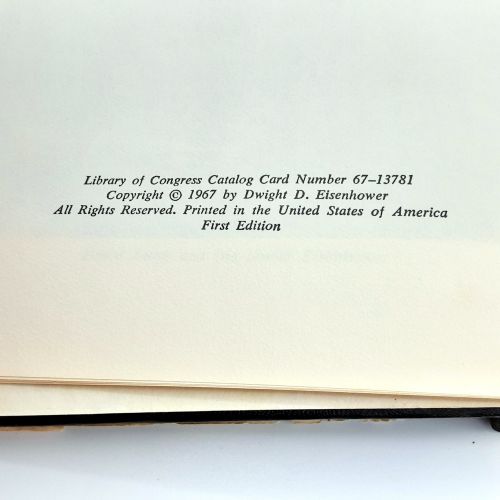 Library of Congress Catalog Card Number 67–13781
Copyright © 1967 by Dwight D. Eisenhower
All Rights Reserved. Printed in the United States of America
First Edition